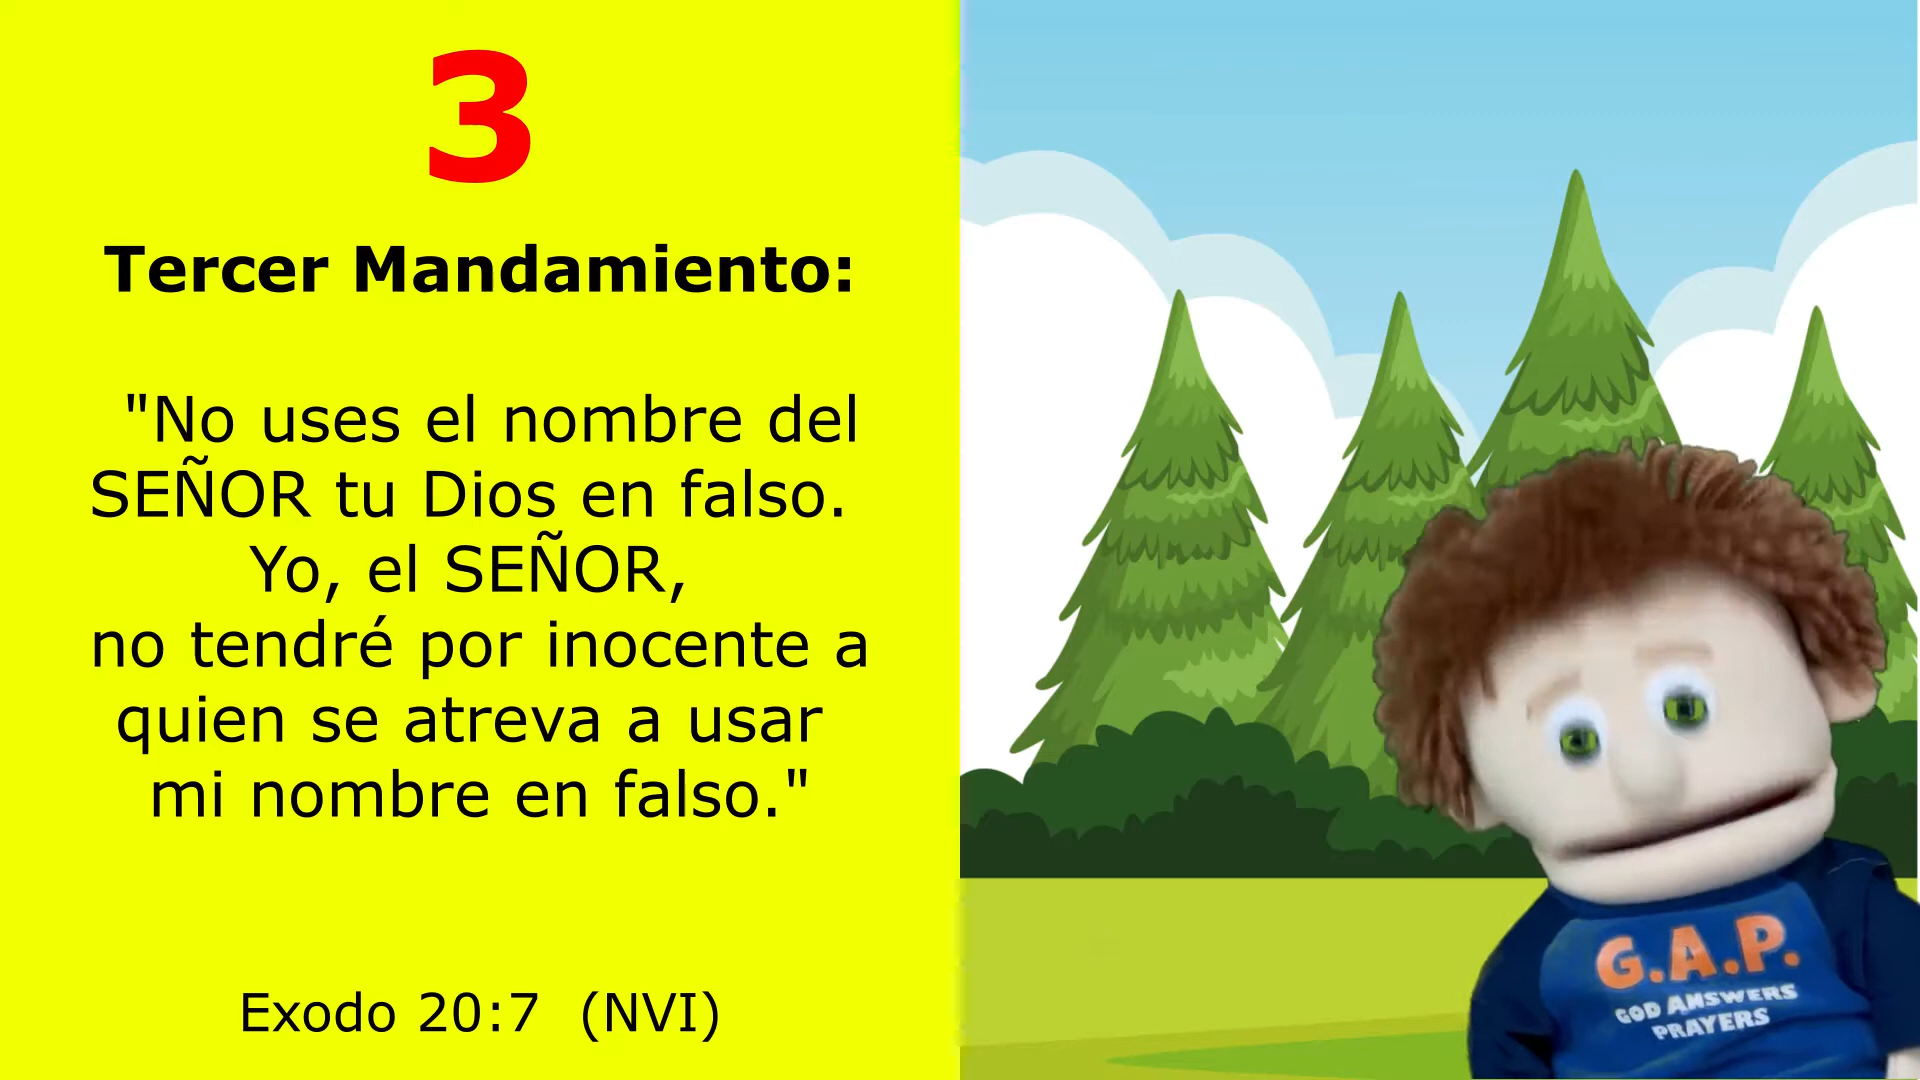 3
Tercer Mandamiento:
"No uses el nombre del
SEÑOR tu Dios en falso.
Yo, el SEÑOR,
no tendré por inocente a
quien se atreva a usar
mi nombre en falso."
Exodo 20:7 (NVI)
G.A.P.
GOD ANSWERS
PRAYERS